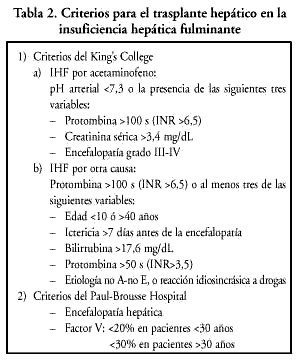 Tabla 2. Criterios para el trasplante hepático en la
insuficiencia hepática fulminante
1) Criterios del King's College
a) IHF por acetaminofeno:
pH arterial <7,3 o la presencia de las siguientes tres
variables:
– Protombina >100 s (INR >6,5)
– Creatinina sérica >3,4 mg/dL
– Encefalopatía grado III-IV
b) IHF por otra causa:
Protombina >100 s (INR >6,5) o al menos tres de las
siguientes variables:
– Edad <10 ó >40 años
– Ictericia >7 días antes de la encefalopatía
– Bilirrubina >17,6 mg/dL
– Protombina >50 s (INR>3,5)
– Etiología no A-no E, o reacción idiosincrásica a drogas
2) Criterios del Paul-Brousse Hospital
– Encefalopatía hepática
– Factor V: <20% en pacientes <30 años
<30% en pacientes >30 años